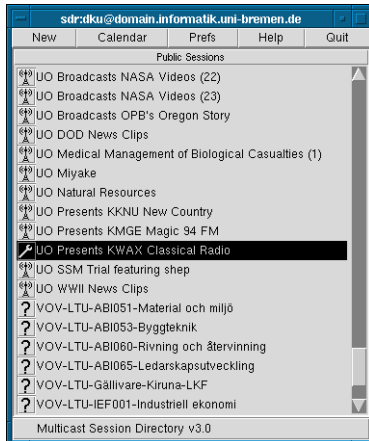 sdr:dku@domain.informatik.uni-bremen.de
New Calendar Prefs Help Quit
Public Sessions
UO Broadcasts NASA Videos (22)
UO Broadcasts NASA Videos (23)
UO Broadcasts OPB's Oregon Story
UO DOD News Clips
UO Medical Management of Biological Casualties (1)
UO Miyake
UO Natural Resources
UO Presents KKNU New Country
UO Presents KMGE Magic 94 FM
UO Presents KWAX Classical Radio
UO SSM Trial featuring shep
UO WWII News Clips
? VOV-LTU-ABI051-Material och miljö
? VOV-LTU-ABI053-Byggteknik
? VOV-LTU-ABI060-Rivning och återvinning
? VOV-LTU-ABI065-Ledarskapsutveckling
? VOV-LTU-Gällivare-Kiruna-LKF
? VOV-LTU-IEF001-Industriell ekonomi
Multicast Session Directory v3.0